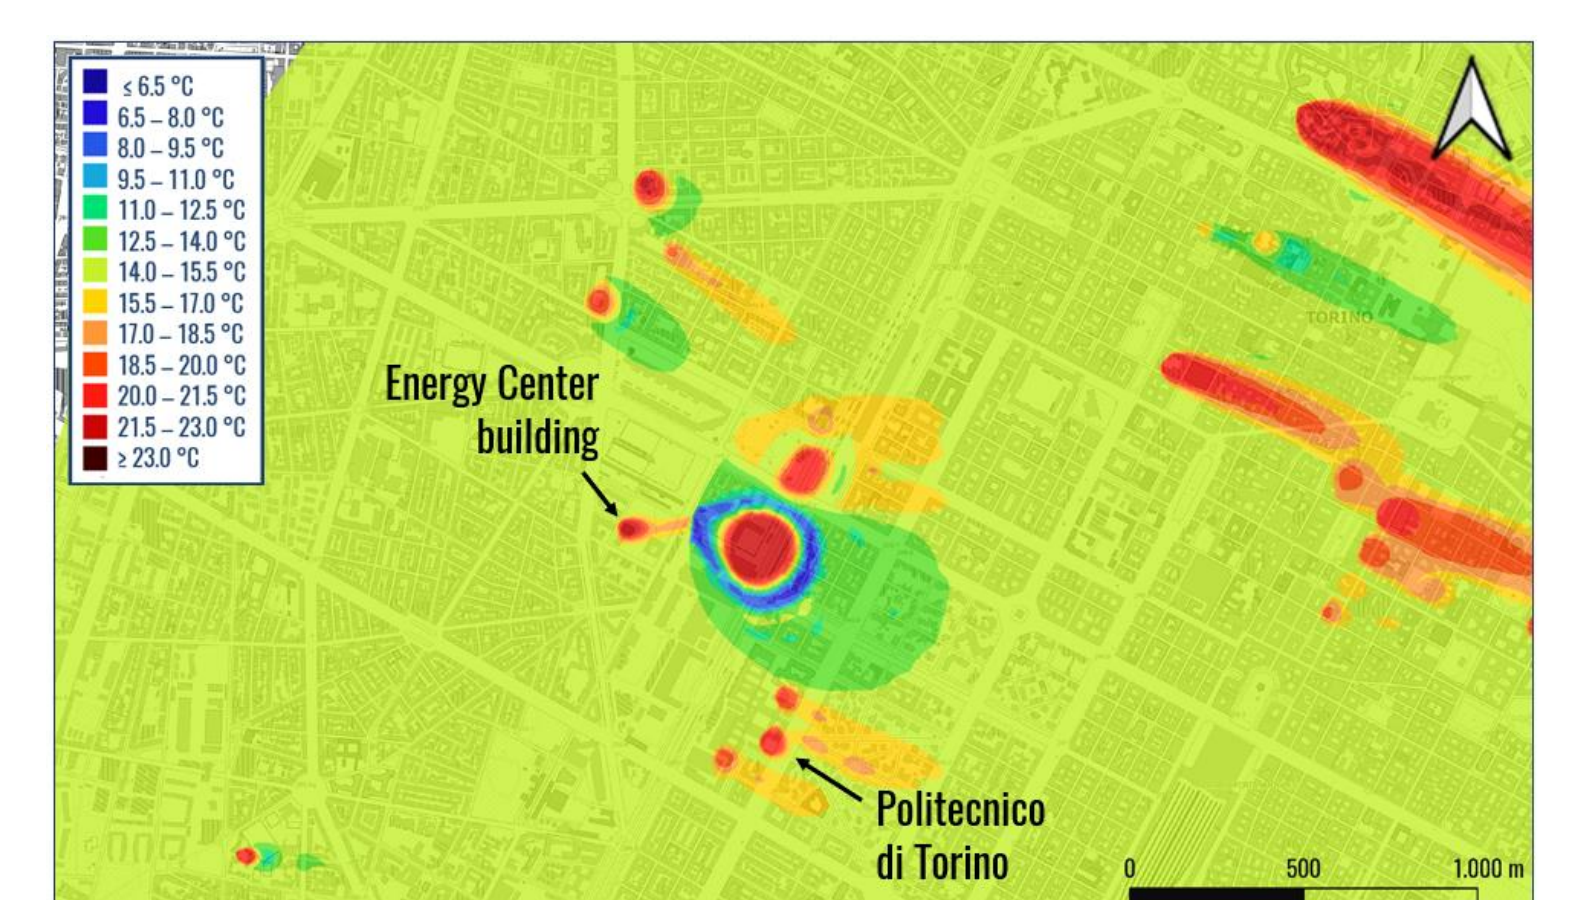 ≤ 6.5 °C
6.5 – 8.0 °C
8.0 – 9.5 °C
9.5 – 11.0 °C
11.0 – 12.5 °C
12.5 – 14.0 °C
14.0 – 15.5 °C
15.5 – 17.0 °C
17.0 – 18.5 °C
18.5 – 20.0 °C
20.0 – 21.5 °C
21.5 – 23.0 °C
≥ 23.0 °C
TORINO
Energy Center
building
Politecnico
di Torino
0 500 1.000 m